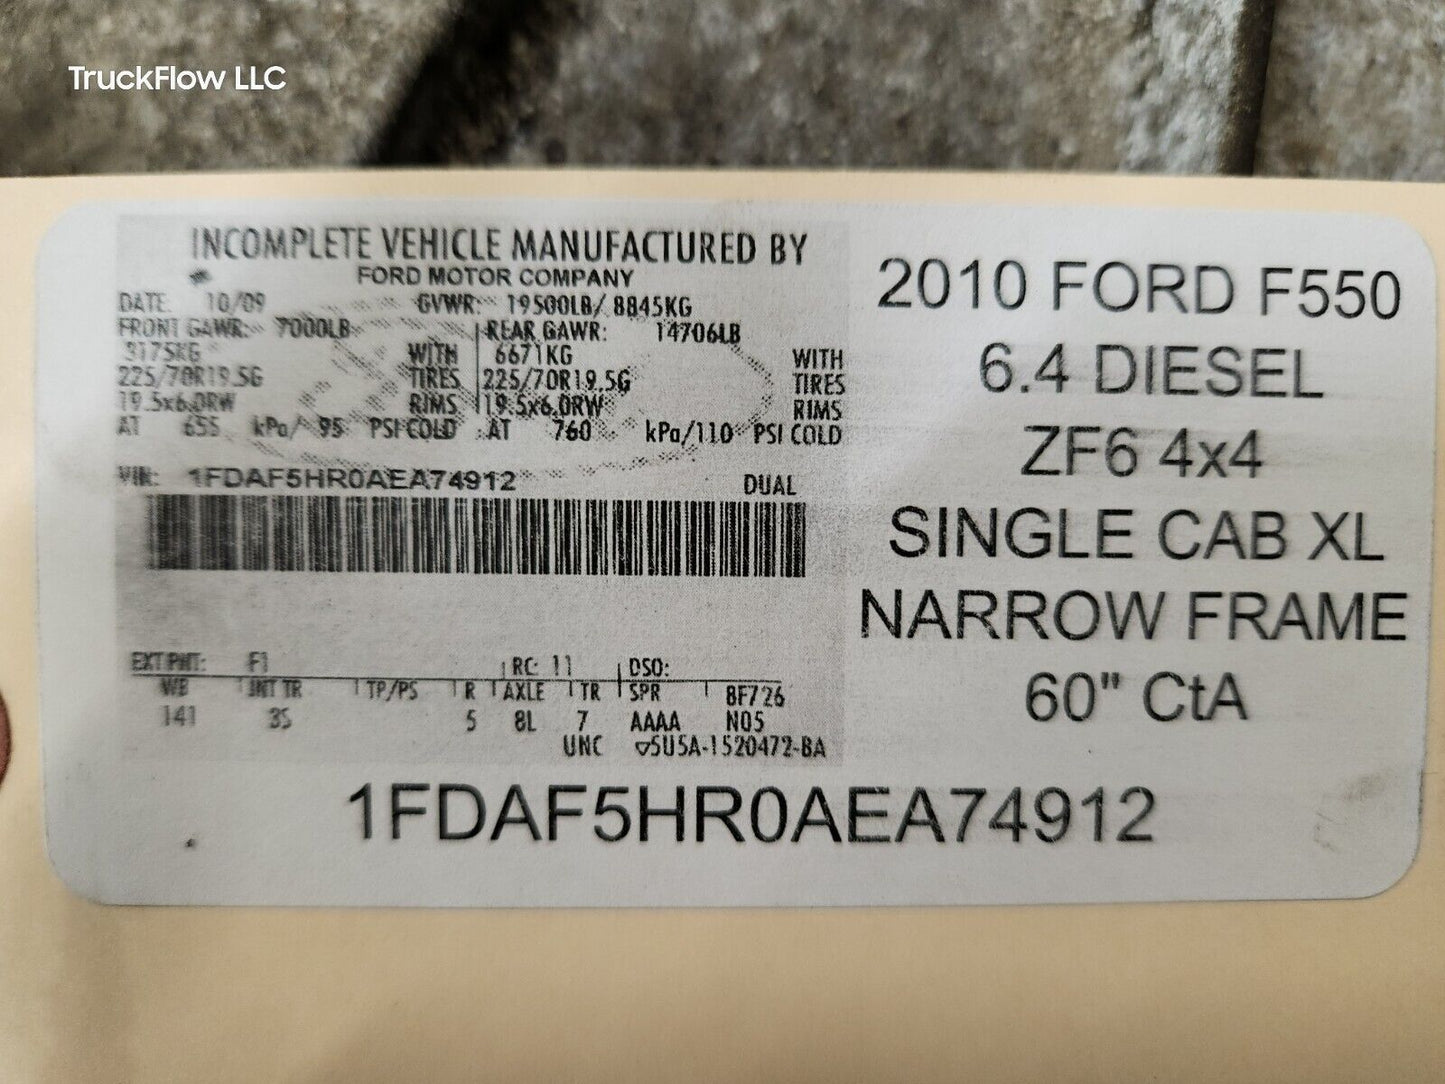 TruckFlow LLC
INCOMPLETE VEHICLE MANUFACTURED BY
FORD MOTOR COMPANY
DATE 10/09 GVWR: 19500LB/ 8845KG
FRONT GAWR: 7000LB REAR GAWR: 14706LB
3175KG WITH 6671KG WITH
225/70R19.5G TIRES 225/70R19.5G TIRES
19.5x6.0RW RIMS 19.5x6.0RW RIMS
AT 655 kPa/ 95 PSI COLD AT 760 kPa/110 PSI COLD
VIN: 1FDAF5HR0AEA74912 DUAL
EXT PNT: F1 RC: 11 DSO:
WB INT TR TP/PS R AXLE TR SPR BF726
141 3S 5 8L 7 AAAA N05
UNC 5U5A-1520472-BA
2010 FORD F550
6.4 DIESEL
ZF6 4x4
SINGLE CAB XL
NARROW FRAME
60" CtA
1FDAF5HR0AEA74912